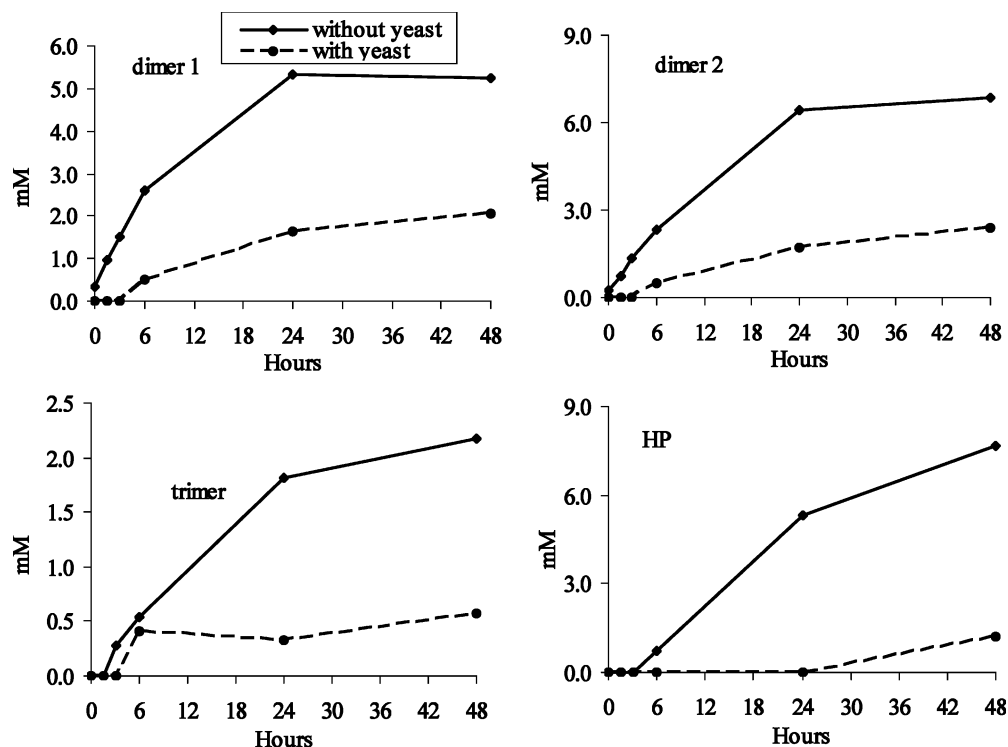 without yeast
with yeast
dimer 1
6.0
5.0
4.0
3.0
2.0
1.0
0.0
mM
0 6 12 18 24 30 36 42 48
Hours
dimer 2
9.0
6.0
3.0
0.0
mM
0 6 12 18 24 30 36 42 48
Hours
trimer
2.5
2.0
1.5
1.0
0.5
0.0
mM
0 6 12 18 24 30 36 42 48
Hours
HP
9.0
6.0
3.0
0.0
mM
0 6 12 18 24 30 36 42 48
Hours